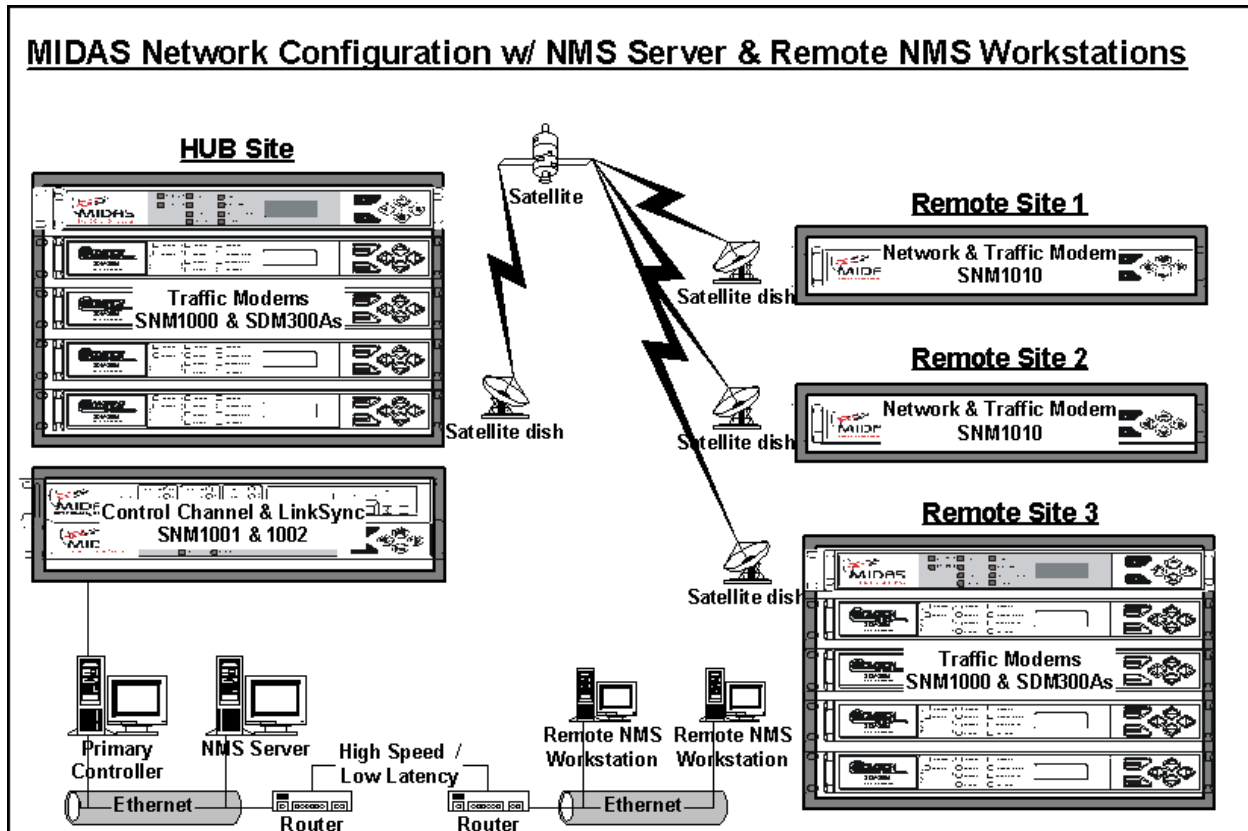 MIDAS Network Configuration w/ NMS Server & Remote NMS Workstations
HUB Site
MIDAS
Traffic Modems
SNM1000 & SDM300As
Control Channel & LinkSync
SNM1001 & 1002
Satellite
Satellite dish
Satellite dish
Satellite dish
Satellite dish
Remote Site 1
Network & Traffic Modem
SNM1010
Remote Site 2
Network & Traffic Modem
SNM1010
Remote Site 3
MIDAS
Traffic Modems
SNM1000 & SDM300As
Primary
Controller
NMS Server
High Speed /
Low Latency
Remote NMS
Workstation
Remote NMS
Workstation
Ethernet
Router
Router
Ethernet